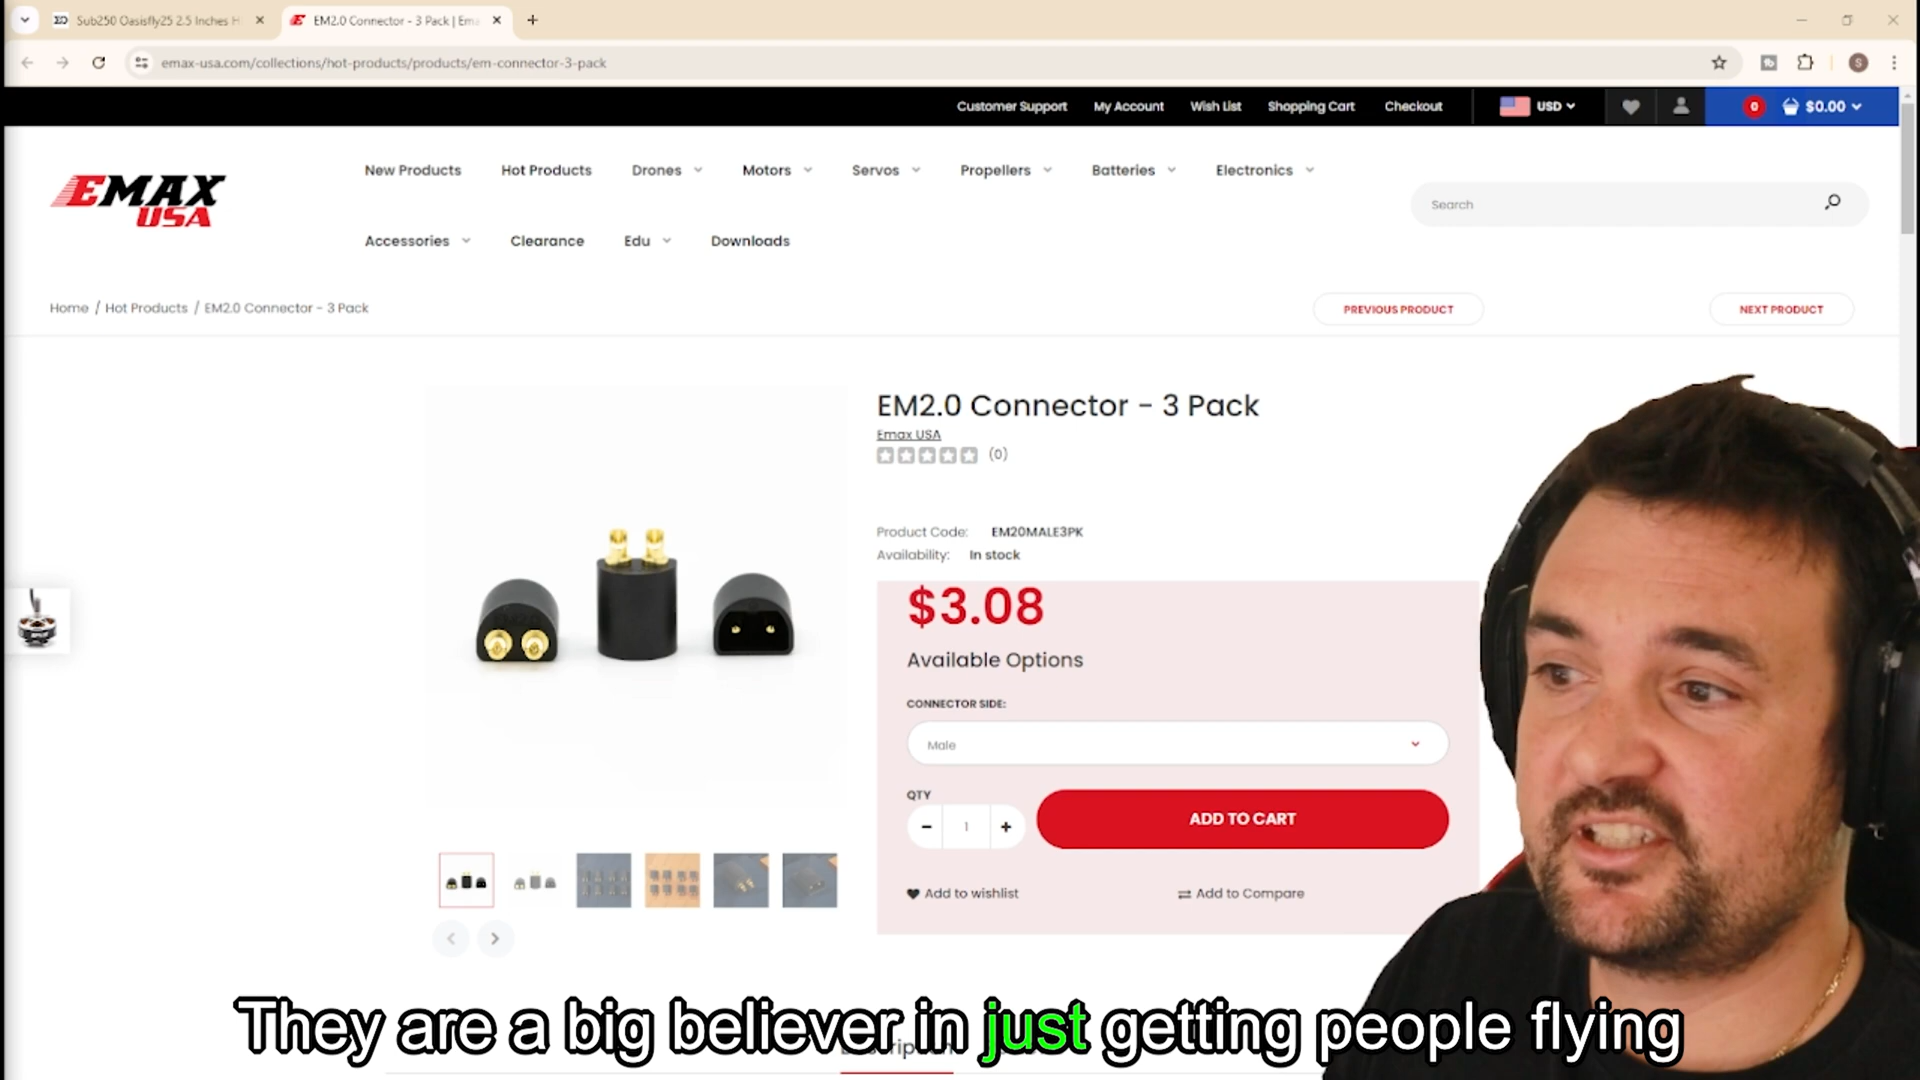 Sub250 Oasisfly25 2.5 Inches H
EM2.0 Connector - 3 Pack | Ema
emax-usa.com/collections/hot-products/products/em-connector-3-pack
S
Customer Support
My Account
Wish List
Shopping Cart
Checkout
USD
0
$0.00
EMAX
USA
New Products
Hot Products
Drones
Motors
Servos
Propellers
Batteries
Electronics
Search
Accessories
Clearance
Edu
Downloads
Home / Hot Products / EM2.0 Connector - 3 Pack
PREVIOUS PRODUCT
NEXT PRODUCT
EM2.0 Connector - 3 Pack
Emax USA
(0)
Product Code: EM20MALE3PK
Availability: In stock
$3.08
Available Options
CONNECTOR SIDE:
Male
QTY
- 1 +
ADD TO CART
Add to wishlist
Add to Compare
They are a big believer in just getting people flying